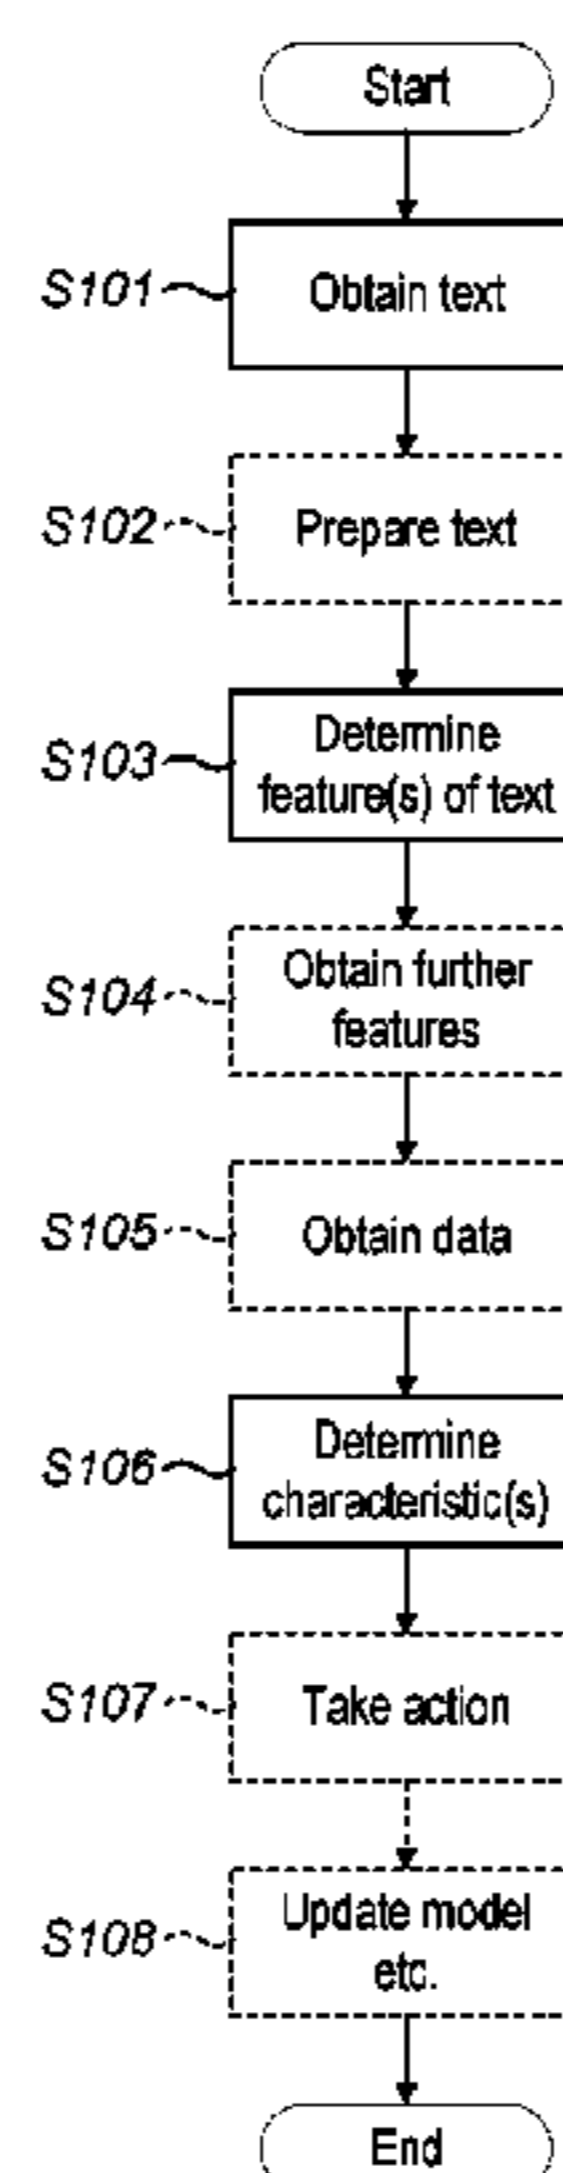 Start
S101
Obtain text
S102
Prepare text
S103
Determine
feature(s) of text
S104
Obtain further
features
S105
Obtain data
S106
Determine
characteristic(s)
S107
Take action
S108
Update model
etc.
End